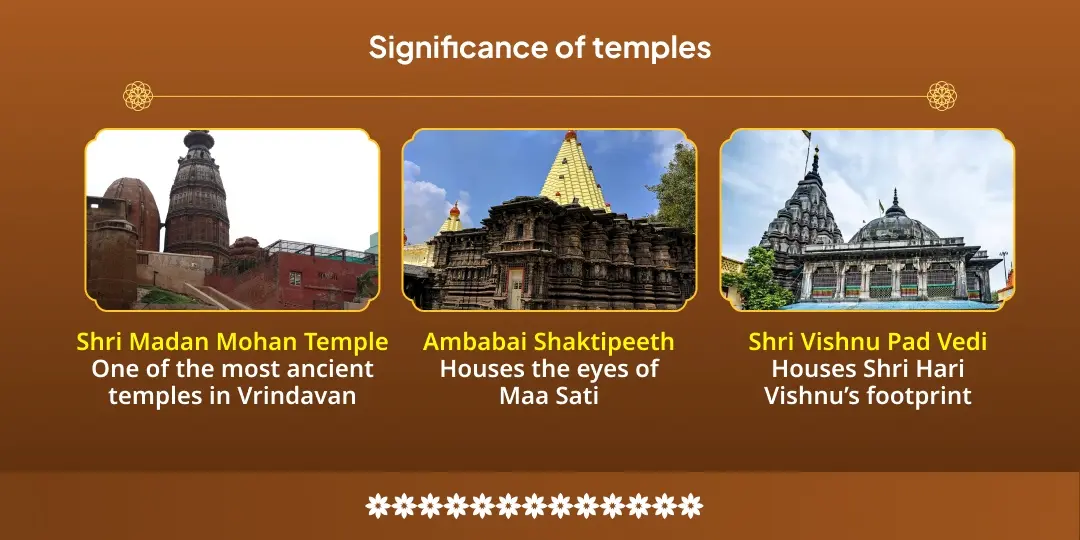 Significance of temples
Shri Madan Mohan Temple
One of the most ancient
temples in Vrindavan
Ambabai Shaktipeeth
Houses the eyes of
Maa Sati
Shri Vishnu Pad Vedi
Houses Shri Hari
Vishnu’s footprint